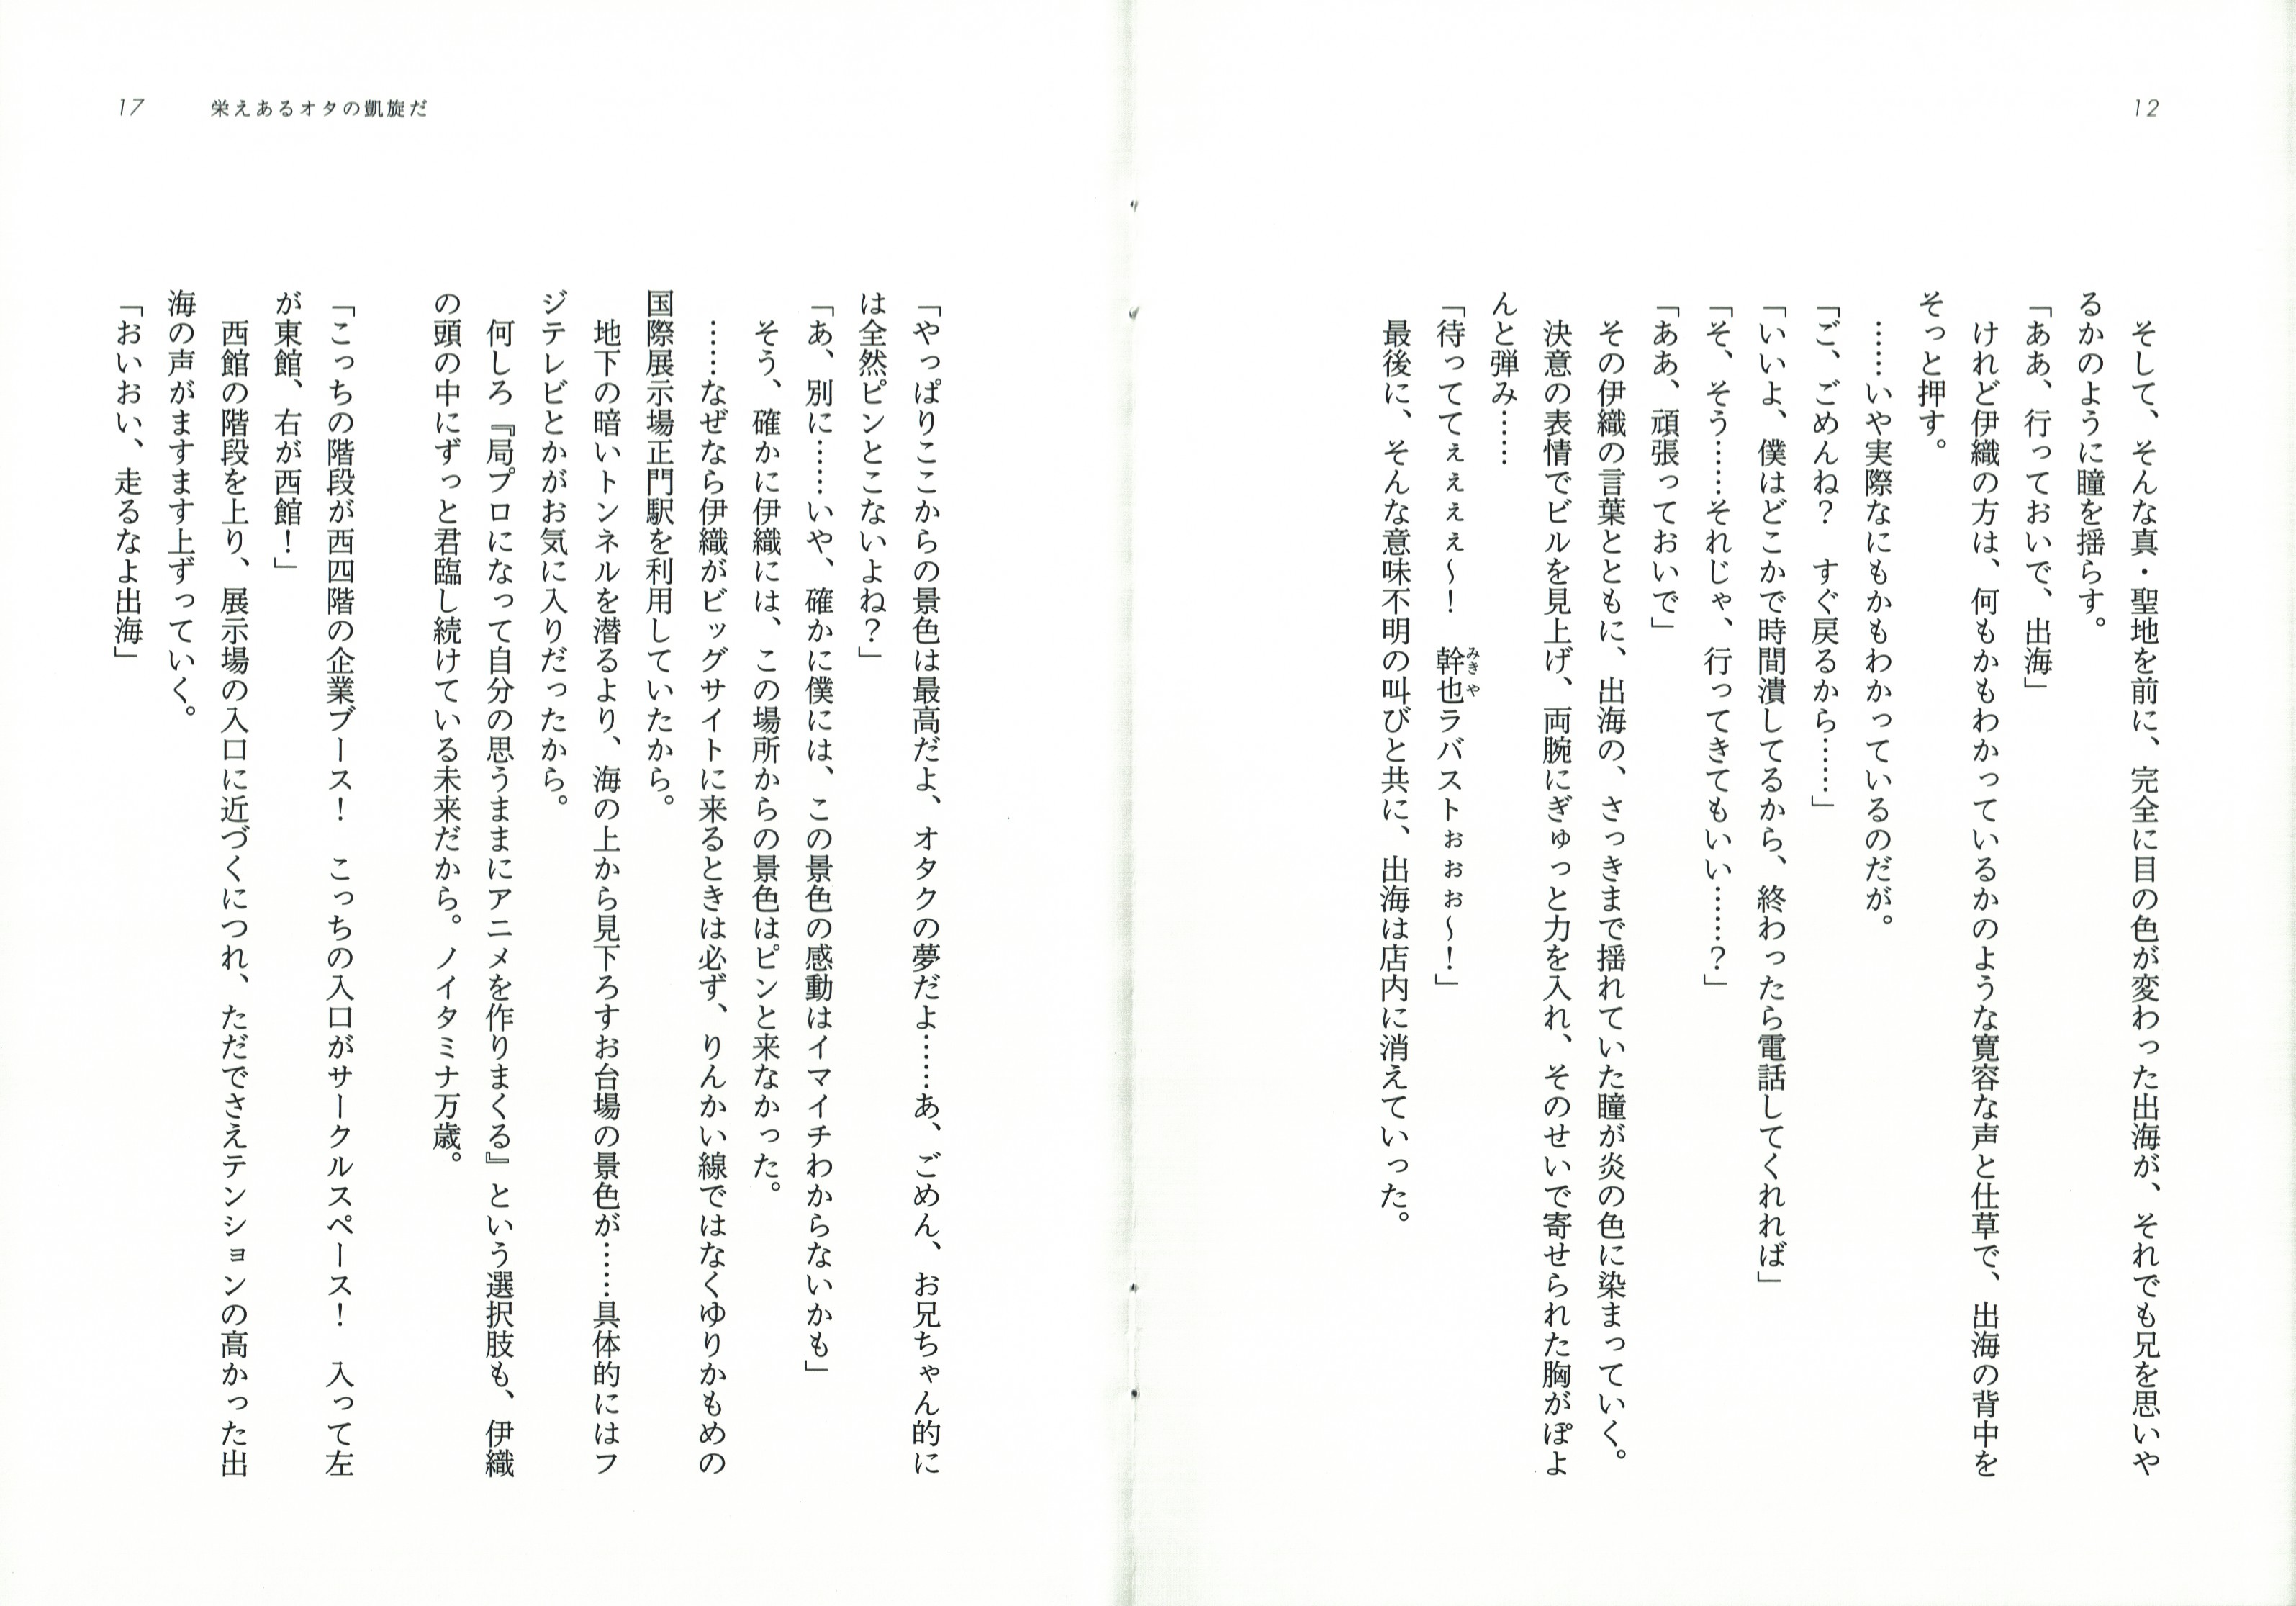 12
そして、そんな真・聖地を前に、完全に目の色が変わった出海が、それでも兄を思いや
るかのように瞳を揺らす。
「ああ、行っておいで、出海」
けれど伊織の方は、何もかもわかっているかのような寛容な声と仕草で、出海の背中を
そっと押す。
……いや実際なにもかもわかっているのだが。
「ご、ごめんね？　すぐ戻るから……」
「いいよ、僕はどこかで時間潰してるから、終わったら電話してくれれば」
「そ、そう……それじゃ、行ってきてもいい……？」
「ああ、頑張っておいで」
その伊織の言葉とともに、出海の、さっきまで揺れていた瞳が炎の色に染まっていく。
決意の表情でビルを見上げ、両腕にぎゅっと力を入れ、そのせいで寄せられた胸がぽよ
んと弾み……
「待っててぇぇぇぇ～！　幹也ラバストぉぉぉ～！」
みきや
最後に、そんな意味不明の叫びと共に、出海は店内に消えていった。
17
栄えあるオタの凱旋だ
「やっぱりここからの景色は最高だよ、オタクの夢だよ……あ、ごめん、お兄ちゃん的に
は全然ピンとこないよね？」
「あ、別に……いや、確かに僕には、この景色の感動はイマイチわからないかも」
そう、確かに伊織には、この場所からの景色はピンと来なかった。
……なぜなら伊織がビッグサイトに来るときは必ず、りんかい線ではなくゆりかもめの
国際展示場正門駅を利用していたから。
地下の暗いトンネルを潜るより、海の上から見下ろすお台場の景色が……具体的にはフ
ジテレビとかがお気に入りだったから。
何しろ『局プロになって自分の思うままにアニメを作りまくる』という選択肢も、伊織
の頭の中にずっと君臨し続けている未来だから。ノイタミナ万歳。
「こっちの階段が西四階の企業ブース！　こっちの入口がサークルスペース！　入って左
が東館、右が西館！」
西館の階段を上り、展示場の入口に近づくにつれ、ただでさえテンションの高かった出
海の声がますます上ずっていく。
「おいおい、走るなよ出海」